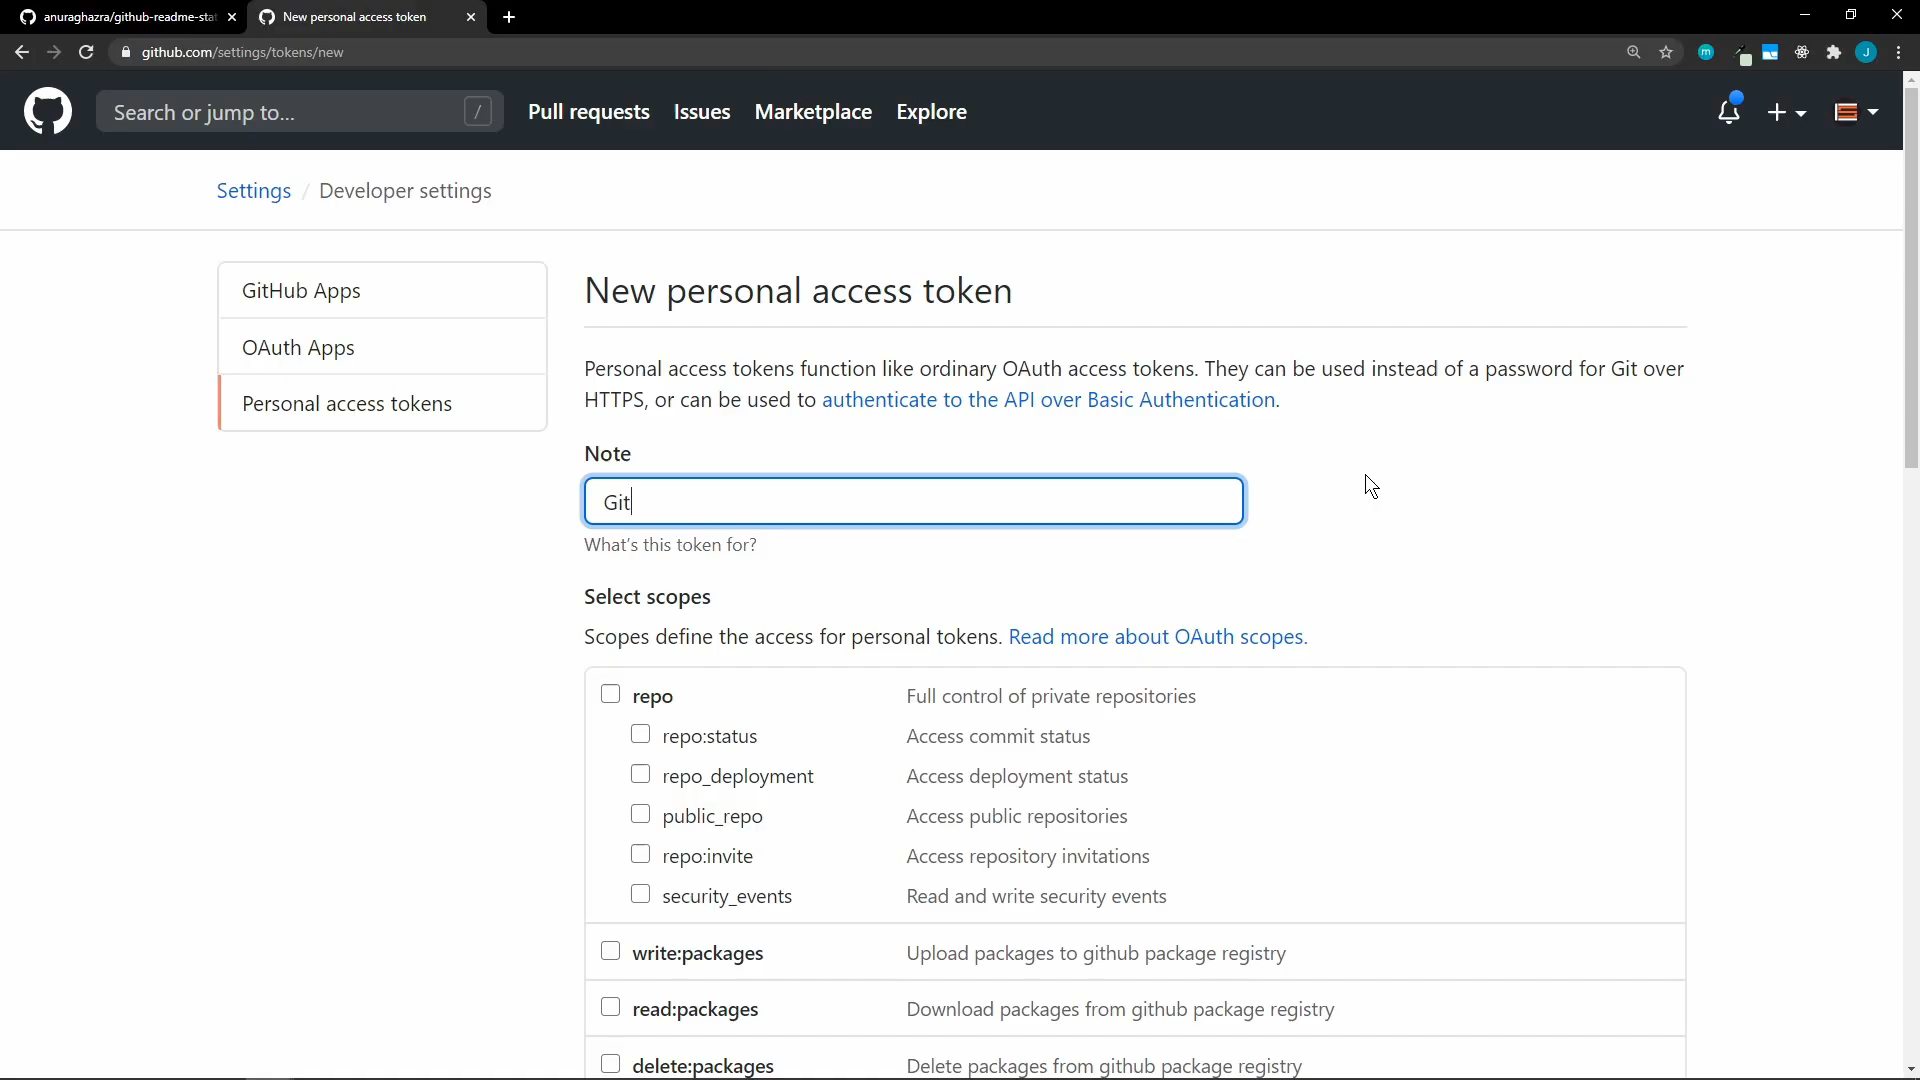 anuraghazra/github-readme-stat
New personal access token
github.com/settings/tokens/new
m
J
Search or jump to...
/
Pull requests
Issues
Marketplace
Explore
Settings / Developer settings
GitHub Apps
OAuth Apps
Personal access tokens
New personal access token
Personal access tokens function like ordinary OAuth access tokens. They can be used instead of a password for Git over
HTTPS, or can be used to authenticate to the API over Basic Authentication.
Note
Git
What's this token for?
Select scopes
Scopes define the access for personal tokens. Read more about OAuth scopes.
repo Full control of private repositories
repo:status Access commit status
repo_deployment Access deployment status
public_repo Access public repositories
repo:invite Access repository invitations
security_events Read and write security events
write:packages Upload packages to github package registry
read:packages Download packages from github package registry
delete:packages Delete packages from github package registry